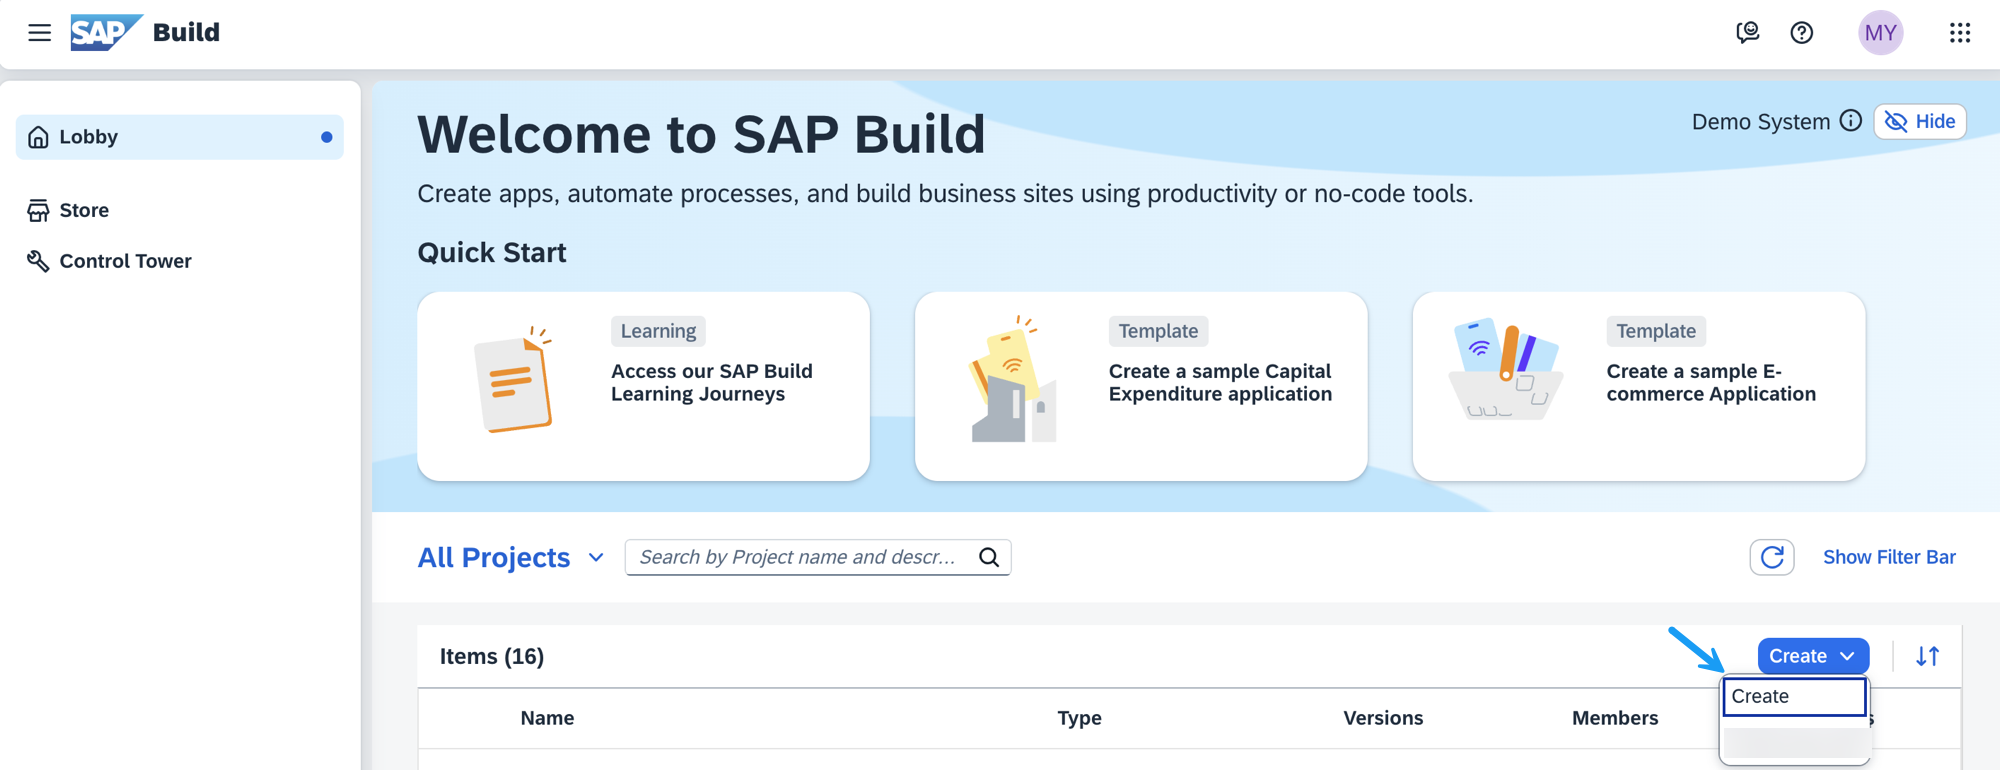 SAP Build
MY
Lobby
Store
Control Tower
Welcome to SAP Build
Demo System
Hide
Create apps, automate processes, and build business sites using productivity or no-code tools.
Quick Start
Learning
Access our SAP Build
Learning Journeys
Template
Create a sample Capital
Expenditure application
Template
Create a sample E-
commerce Application
All Projects
Search by Project name and descr...
Show Filter Bar
Items (16)
Create
Create
Name
Type
Versions
Members